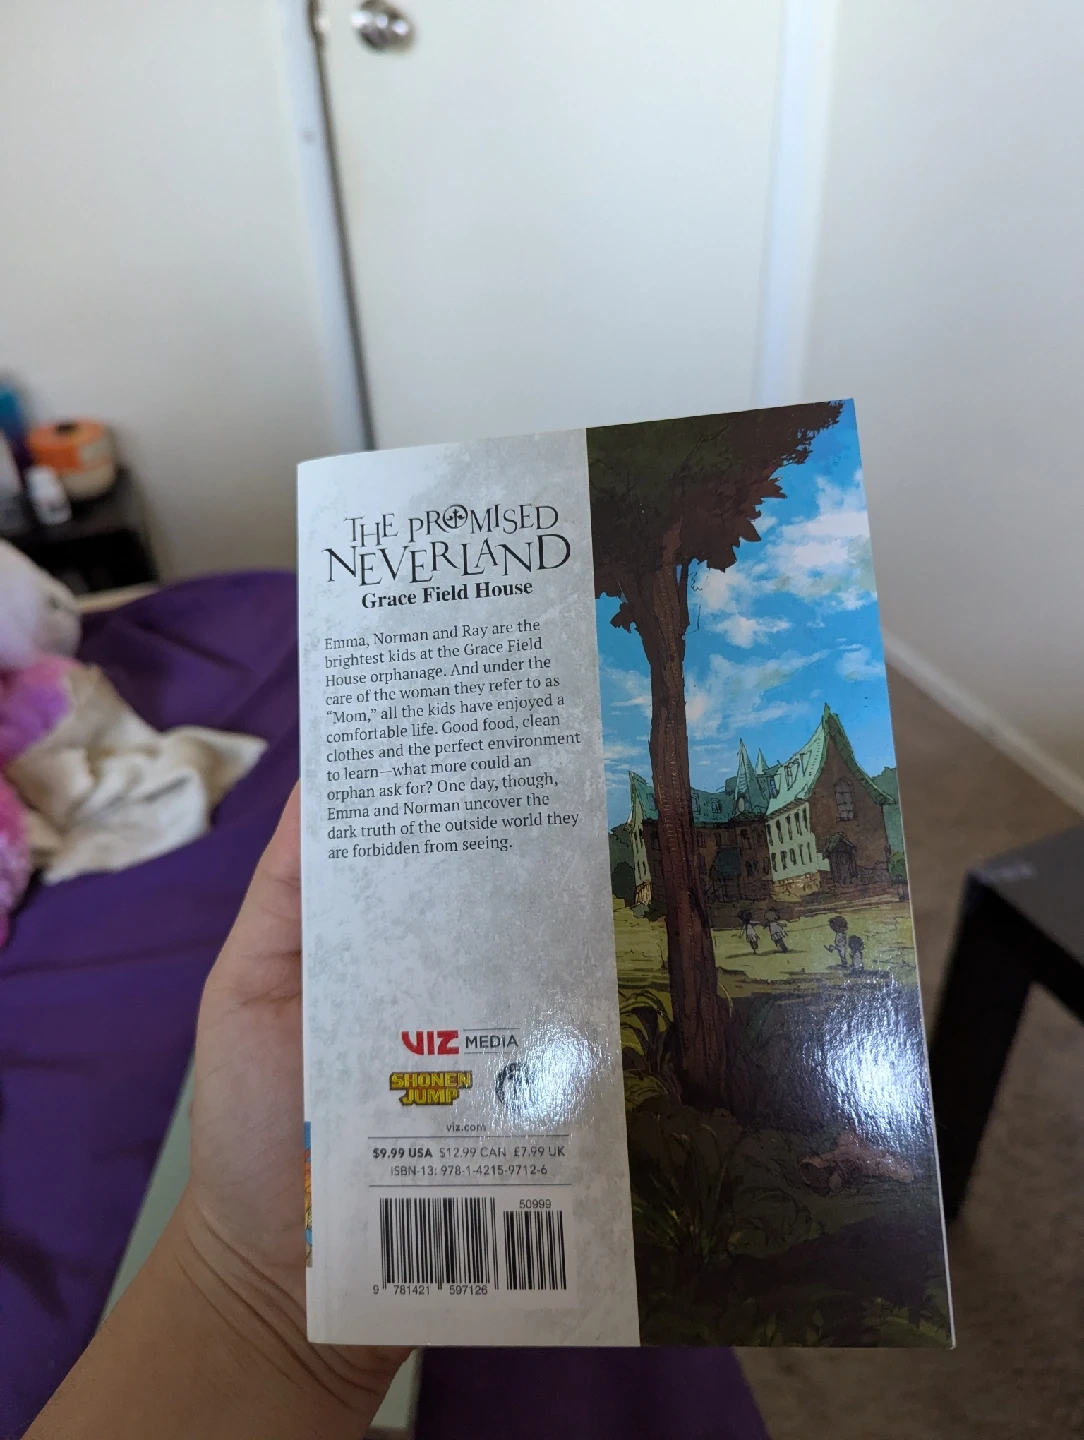 THE PROMISED
NEVERLAND
Grace Field House
Emma, Norman and Ray are the
brightest kids at the Grace Field
House orphanage. And under the
care of the woman they refer to as
“Mom,” all the kids have enjoyed a
comfortable life. Good food, clean
clothes and the perfect environment
to learn—what more could an
orphan ask for? One day, though,
Emma and Norman uncover the
dark truth of the outside world they
are forbidden from seeing.
VIZ MEDIA
SHONEN
JUMP
viz.com
$9.99 USA $12.99 CAN £7.99 UK
ISBN-13: 978-1-4215-9712-6
50999
9 781421 597126